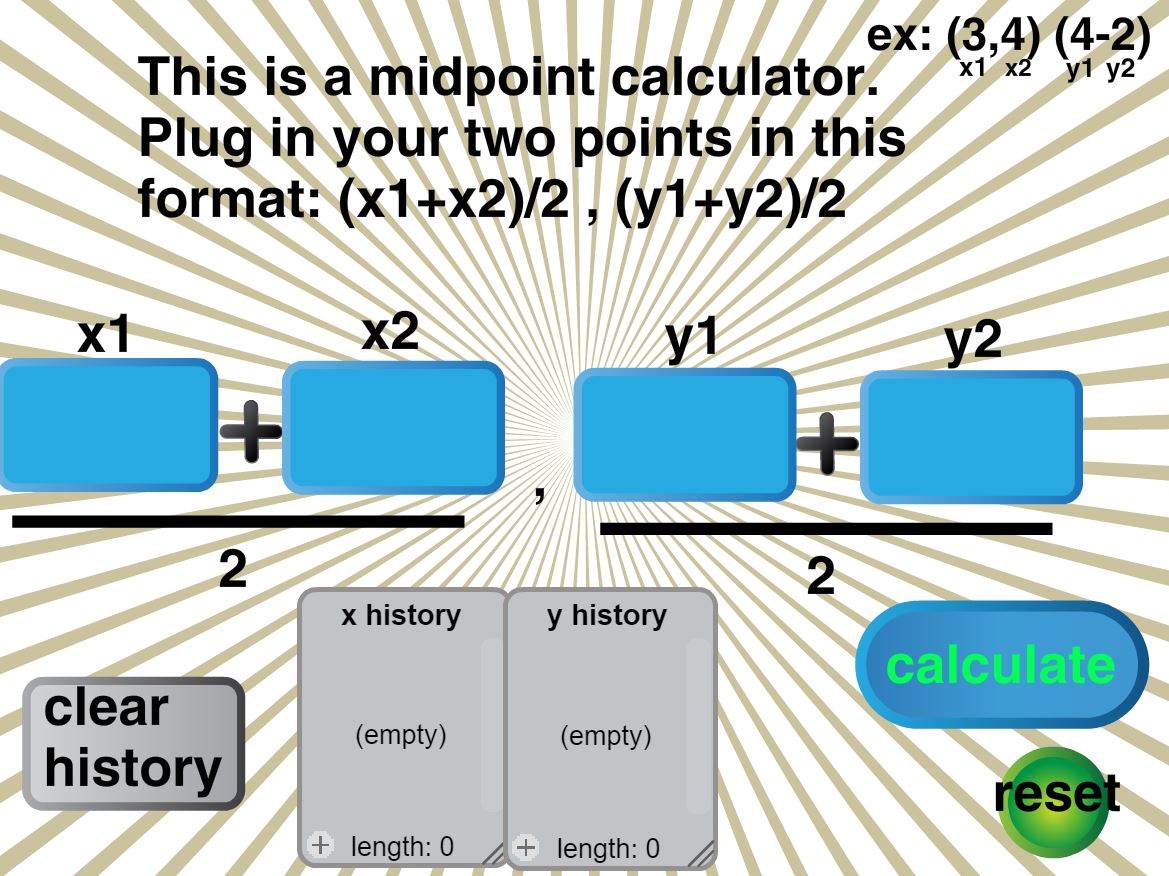 ex: (3,4) (4-2)
x1 x2 y1 y2
This is a midpoint calculator.
Plug in your two points in this
format: (x1+x2)/2 , (y1+y2)/2
x1 x2 y1 y2
+ , +
2 2
x history y history
(empty) (empty)
+ length: 0 + length: 0
clear
history
calculate
reset